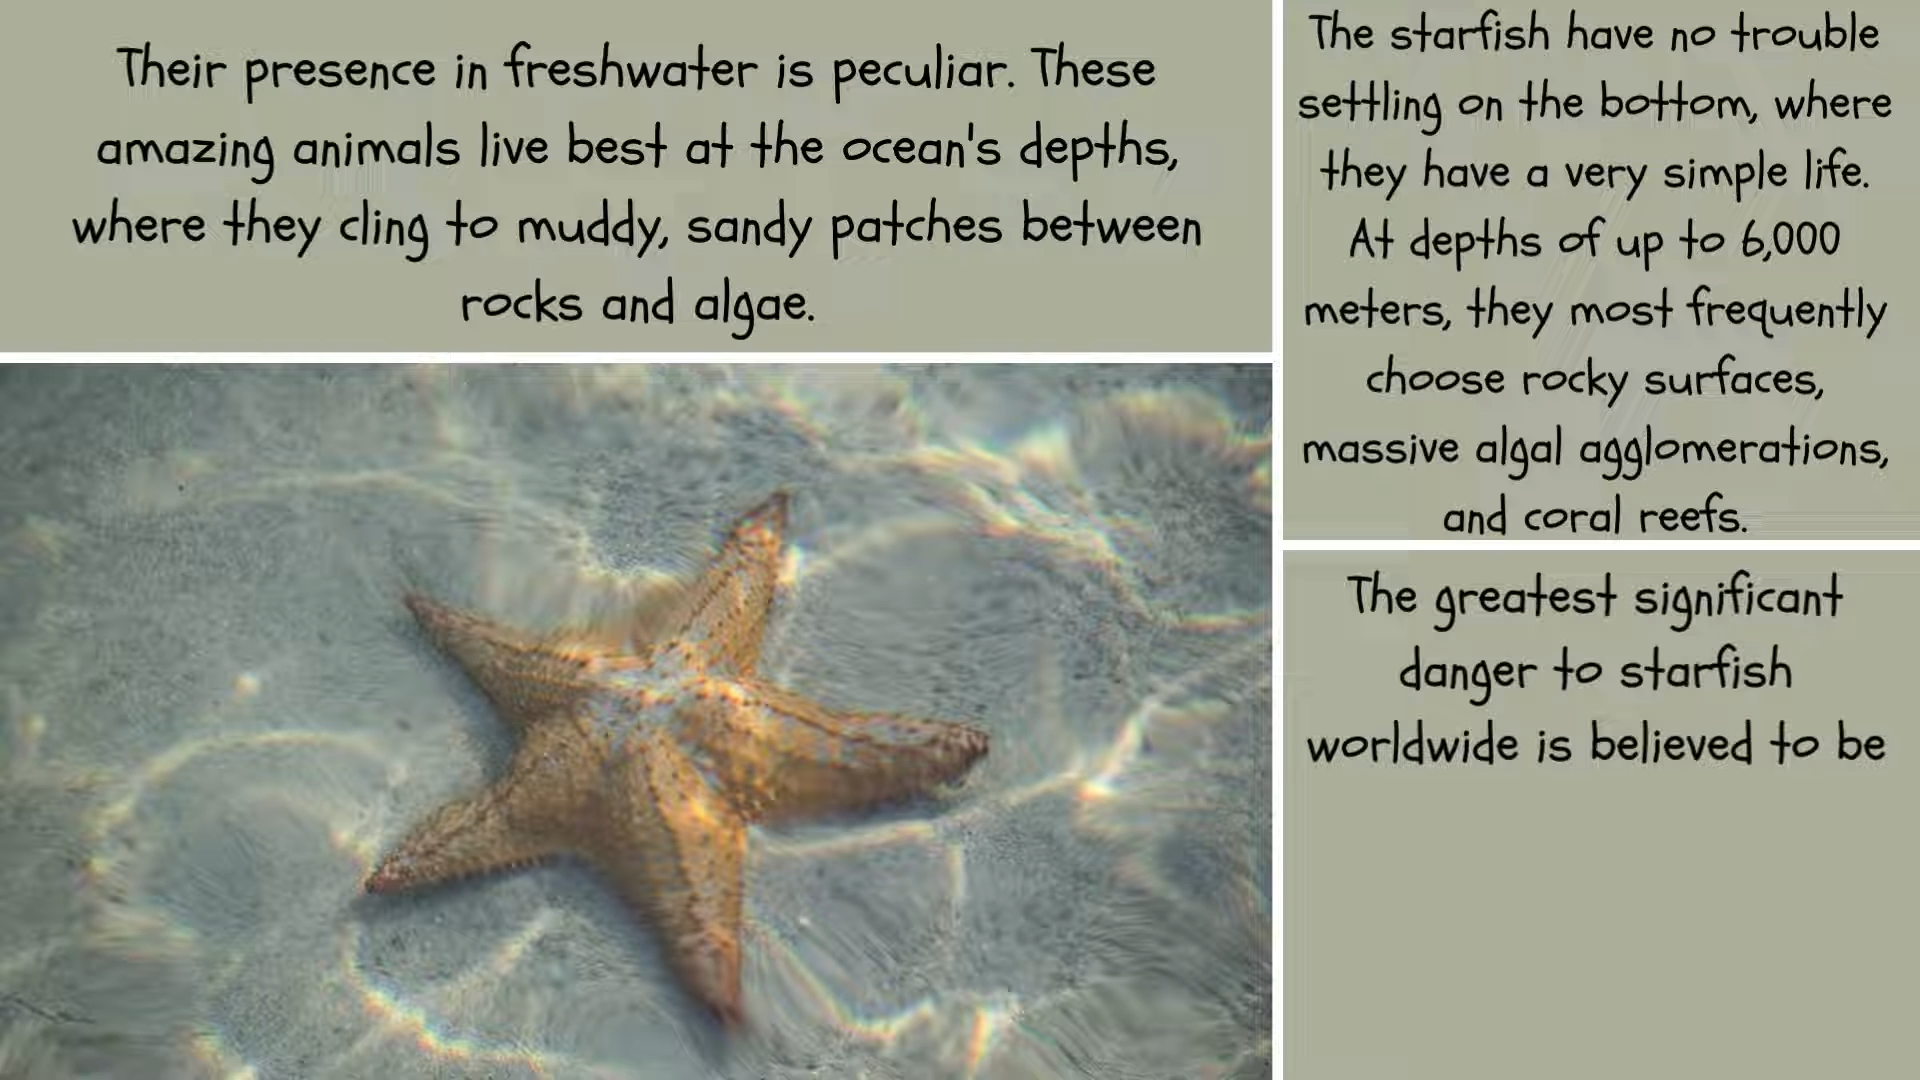 Their presence in freshwater is peculiar. These
amazing animals live best at the ocean's depths,
where they cling to muddy, sandy patches between
rocks and algae.
The starfish have no trouble
settling on the bottom, where
they have a very simple life.
At depths of up to 6,000
meters, they most frequently
choose rocky surfaces,
massive algal agglomerations,
and coral reefs.
The greatest significant
danger to starfish
worldwide is believed to be